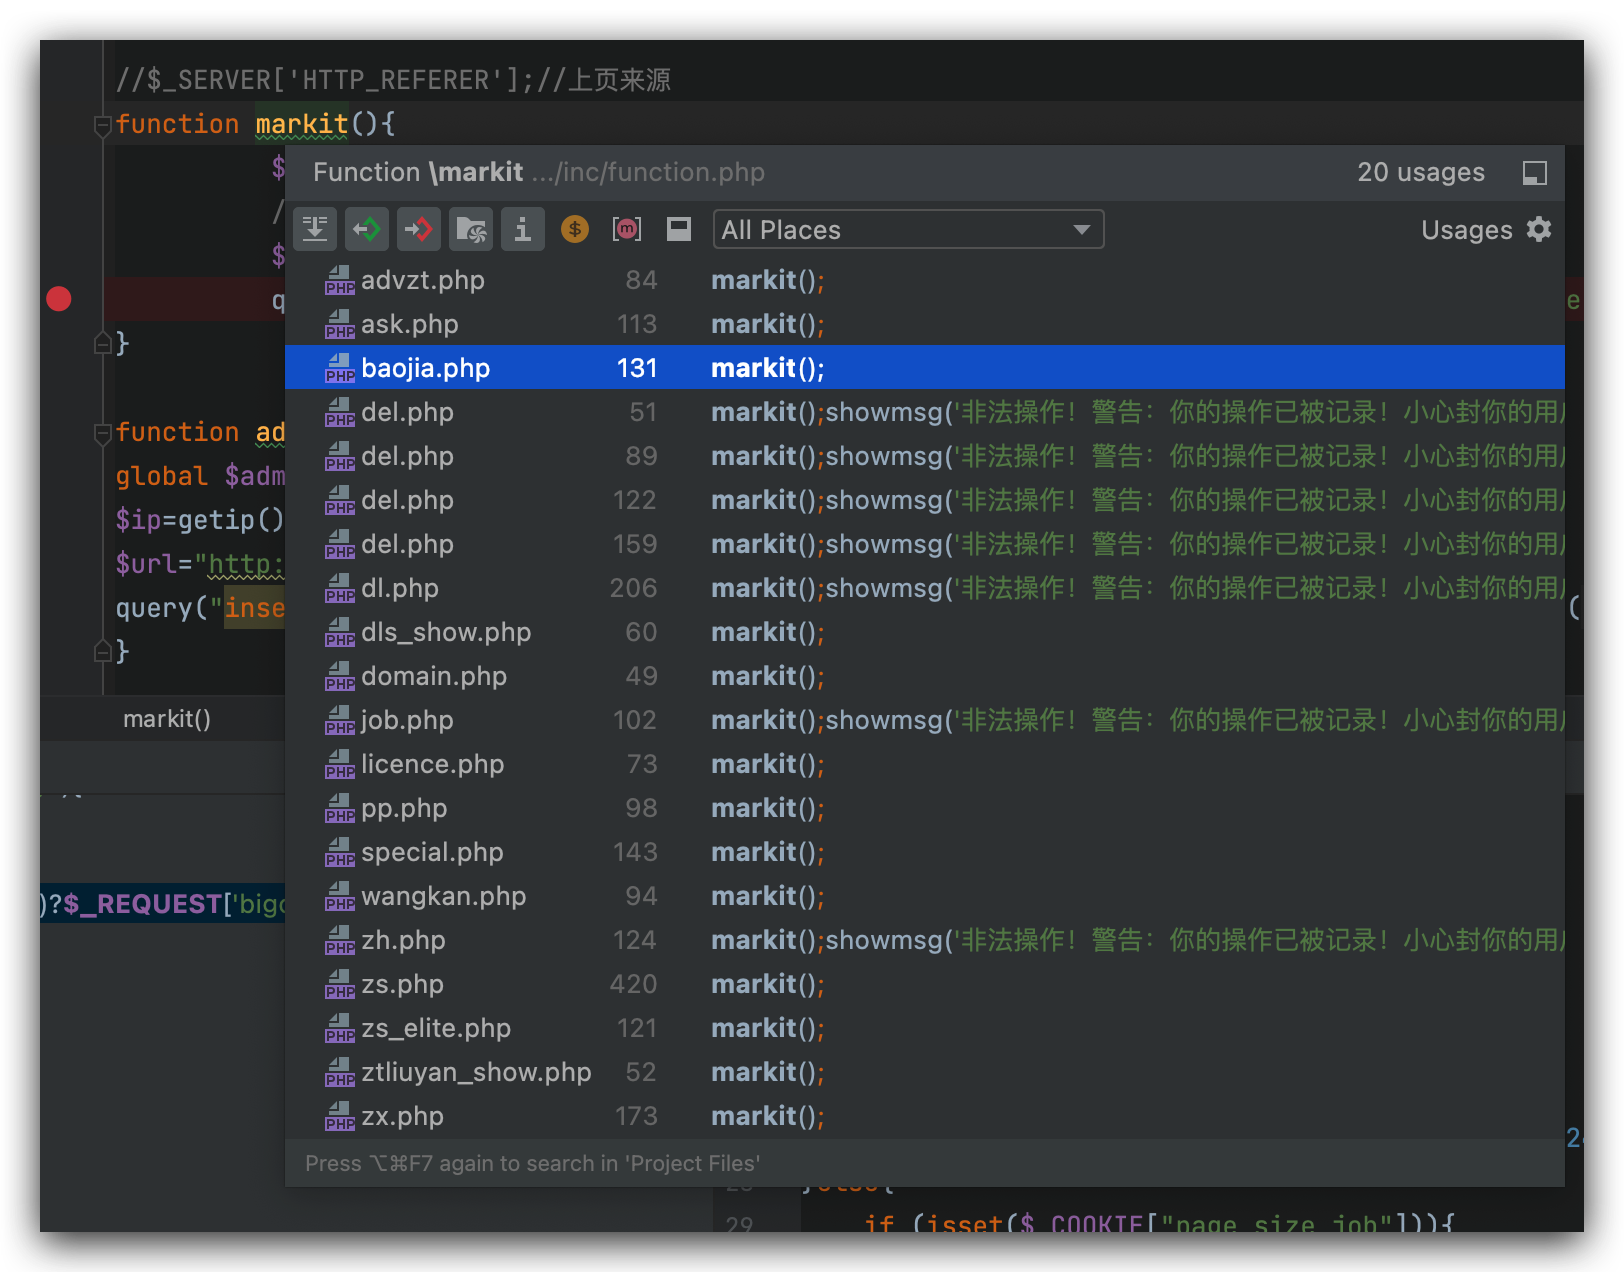 //$_SERVER['HTTP_REFERER'];//上页来源
function markit(){
$
/
$
q
e
}
function ad
global $adm
$ip=getip()
$url="http:
query("inse
(
}
markit()
)?$_REQUEST['bigc
Function \markit .../inc/function.php 20 usages
All Places Usages
advzt.php 84 markit();
ask.php 113 markit();
baojia.php 131 markit();
del.php 51 markit();showmsg('非法操作！警告：你的操作已被记录！小心封你的用
del.php 89 markit();showmsg('非法操作！警告：你的操作已被记录！小心封你的用
del.php 122 markit();showmsg('非法操作！警告：你的操作已被记录！小心封你的用
del.php 159 markit();showmsg('非法操作！警告：你的操作已被记录！小心封你的用
dl.php 206 markit();showmsg('非法操作！警告：你的操作已被记录！小心封你的用
dls_show.php 60 markit();
domain.php 49 markit();
job.php 102 markit();showmsg('非法操作！警告：你的操作已被记录！小心封你的用
licence.php 73 markit();
pp.php 98 markit();
special.php 143 markit();
wangkan.php 94 markit();
zh.php 124 markit();showmsg('非法操作！警告：你的操作已被记录！小心封你的用
zs.php 420 markit();
zs_elite.php 121 markit();
ztliuyan_show.php 52 markit();
zx.php 173 markit();
Press ⌥⌘F7 again to search in 'Project Files'
}else{
29 if (isset($_COOKIE["page_size_job"])){